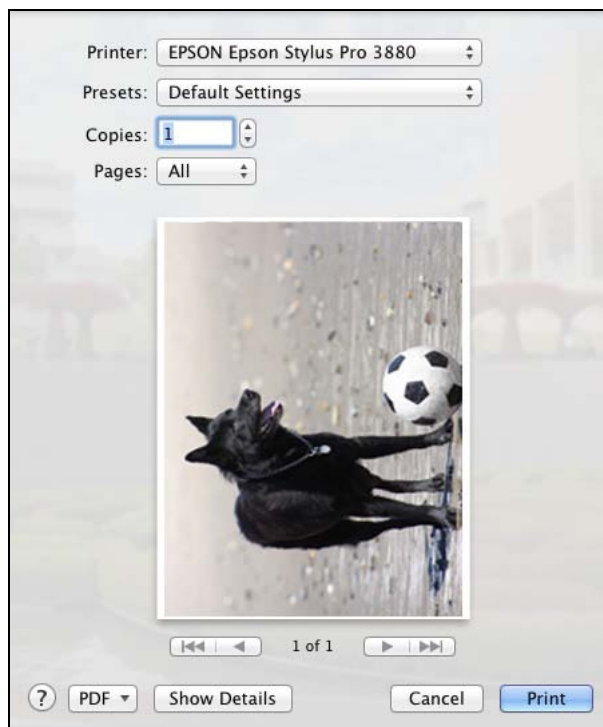 Printer: EPSON Epson Stylus Pro 3880
Presets: Default Settings
Copies: 1
Pages: All
1 of 1
? PDF Show Details Cancel Print